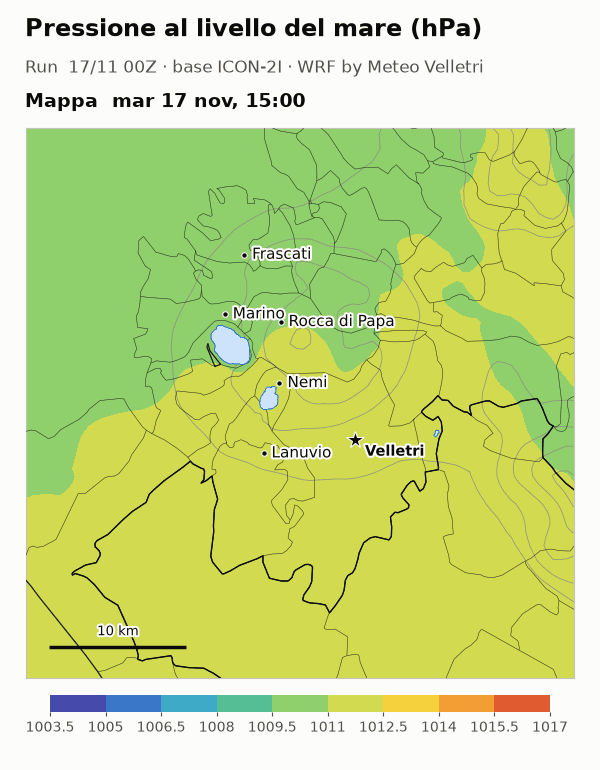 Pressione al livello del mare (hPa)
Run  17/11 00Z · base ICON-2I · WRF by Meteo Velletri
Mappa  mar 17 nov, 15:00
Frascati
Marino
Rocca di Papa
Nemi
Velletri
Lanuvio
10 km
1003.5 1005 1006.5 1008 1009.5 1011 1012.5 1014 1015.5 1017